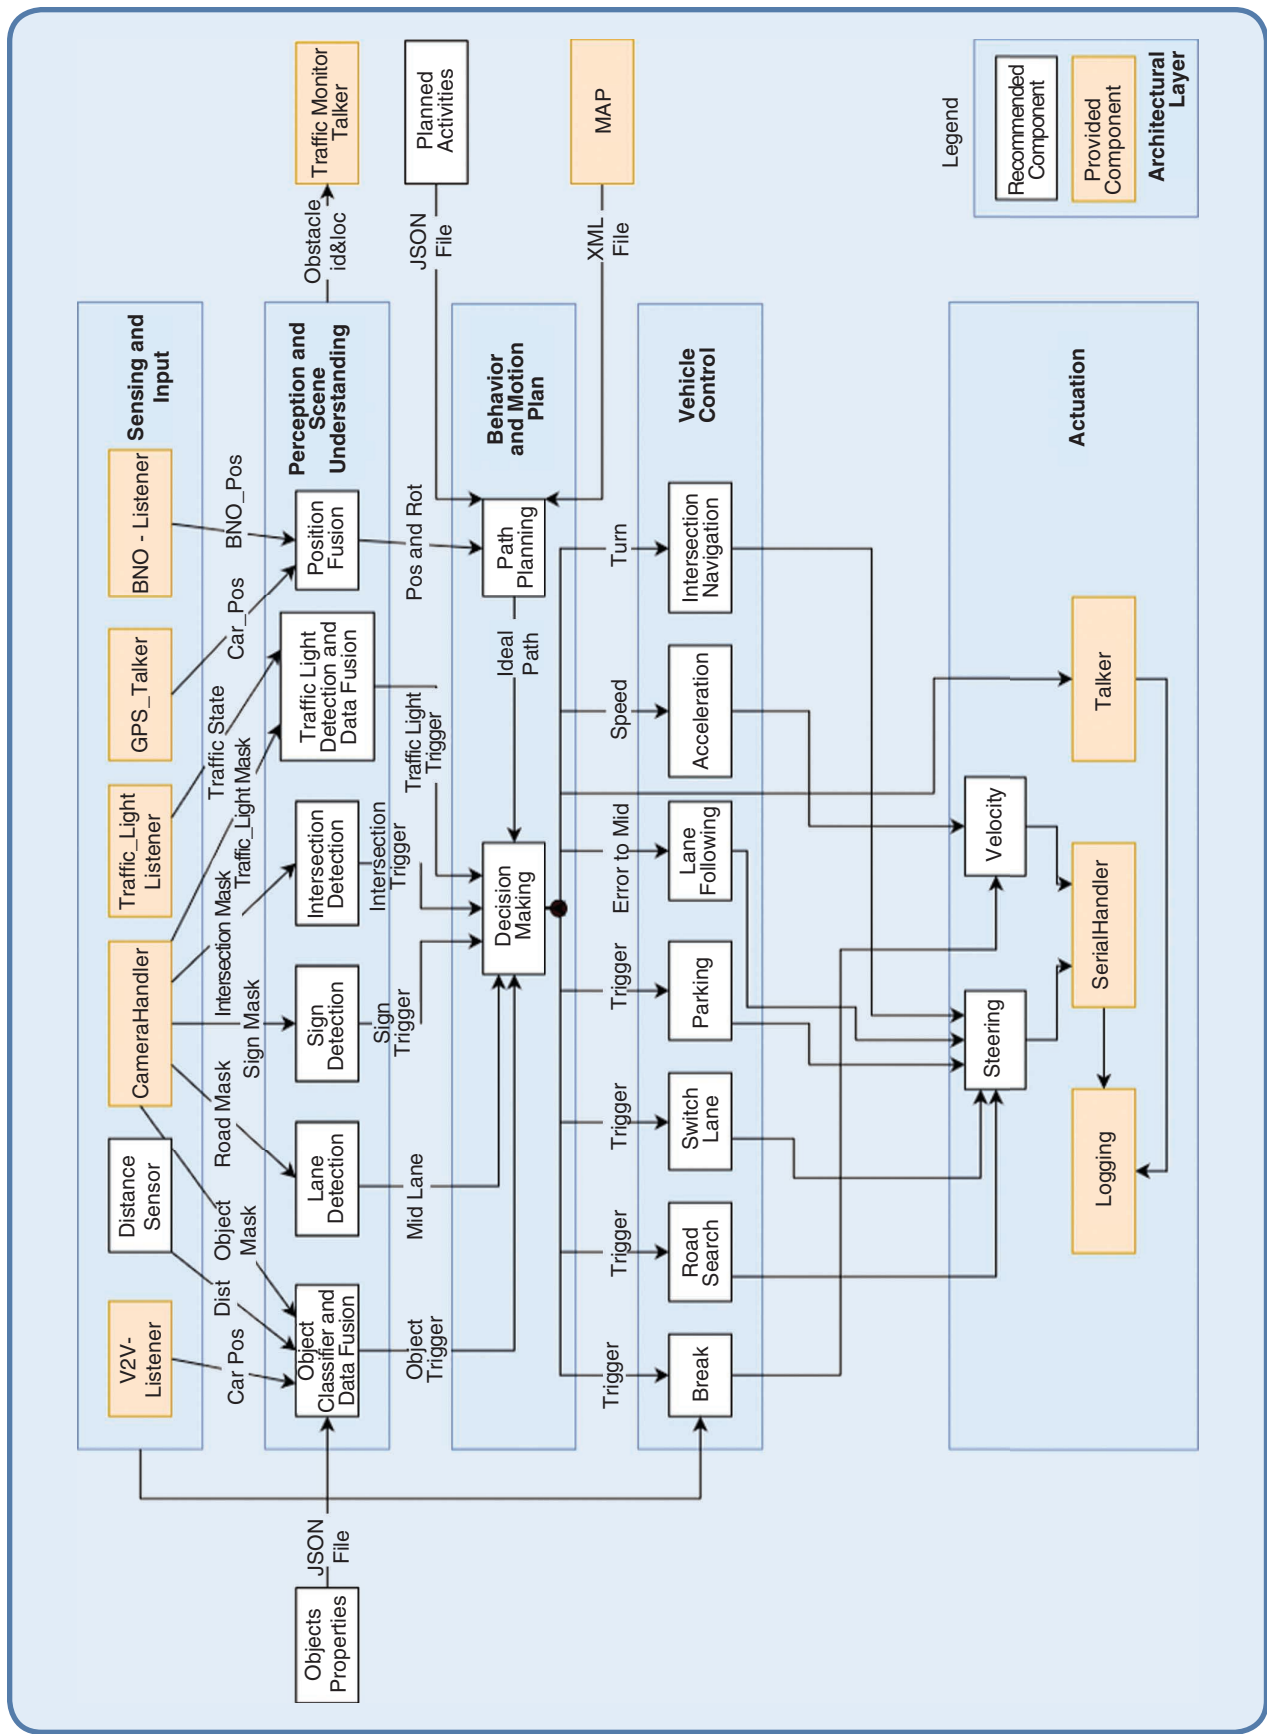 V2V-
Listener
Distance
Sensor
CameraHandler
Traffic_Light
Listener
GPS_Talker
BNO - Listener
Sensing and
Input
Car Pos
Dist
Object
Mask
Road Mask
Sign Mask
Intersection Mask
Traffic_Light Mask
Traffic State
Car_Pos
BNO_Pos
Objects
Properties
JSON
File
Object
Classifier and
Data Fusion
Lane
Detection
Sign
Detection
Intersection
Detection
Traffic Light
Detection and
Data Fusion
Position
Fusion
Perception and
Scene
Understanding
Obstacle
id&loc
Traffic Monitor
Talker
Object
Trigger
Mid Lane
Sign
Trigger
Intersection
Trigger
Traffic Light
Trigger
Pos and Rot
JSON
File
Planned
Activities
Decision
Making
Ideal
Path
Path
Planning
Behavior
and Motion
Plan
XML
File
MAP
Trigger
Trigger
Trigger
Trigger
Error to Mid
Speed
Turn
Break
Road
Search
Switch
Lane
Parking
Lane
Following
Acceleration
Intersection
Navigation
Vehicle
Control
Steering
Velocity
Logging
SerialHandler
Talker
Actuation
Legend
Recommended
Component
Provided
Component
Architectural
Layer